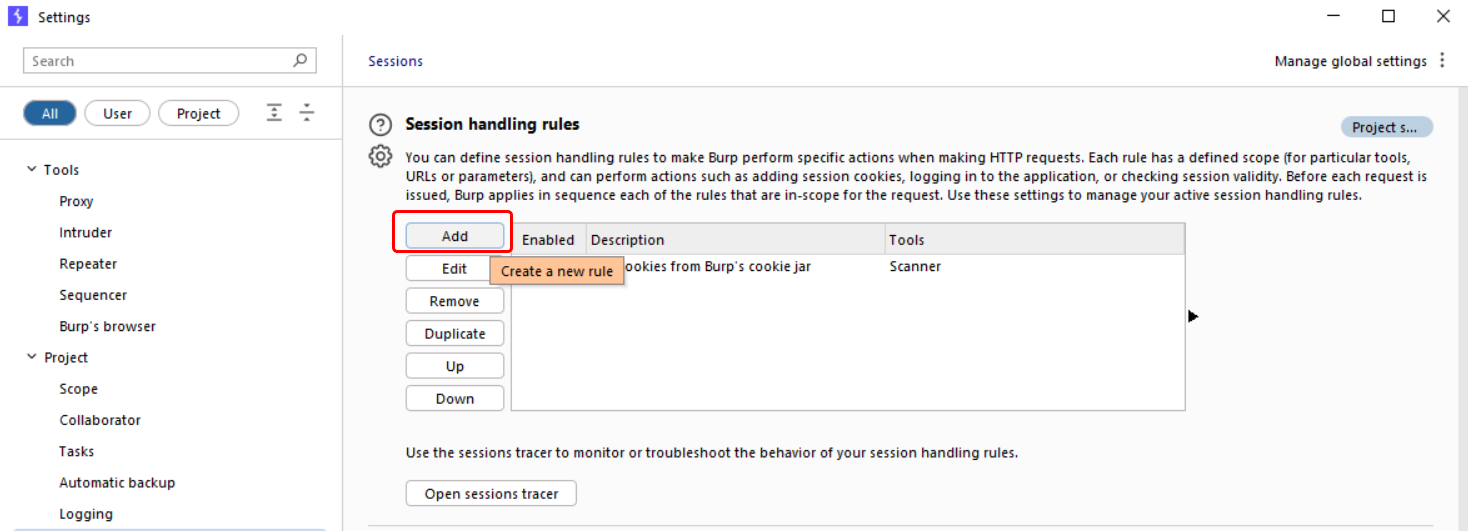 Settings
Search
Sessions
Manage global settings
All
User
Project
Session handling rules
Project s...
You can define session handling rules to make Burp perform specific actions when making HTTP requests. Each rule has a defined scope (for particular tools,
URLs or parameters), and can perform actions such as adding session cookies, logging in to the application, or checking session validity. Before each request is
issued, Burp applies in sequence each of the rules that are in-scope for the request. Use these settings to manage your active session handling rules.
Tools
Proxy
Intruder
Repeater
Sequencer
Burp's browser
Project
Scope
Collaborator
Tasks
Automatic backup
Logging
Add
Edit
Remove
Duplicate
Up
Down
Enabled Description Tools
Create a new rule
ookies from Burp's cookie jar Scanner
Use the sessions tracer to monitor or troubleshoot the behavior of your session handling rules.
Open sessions tracer